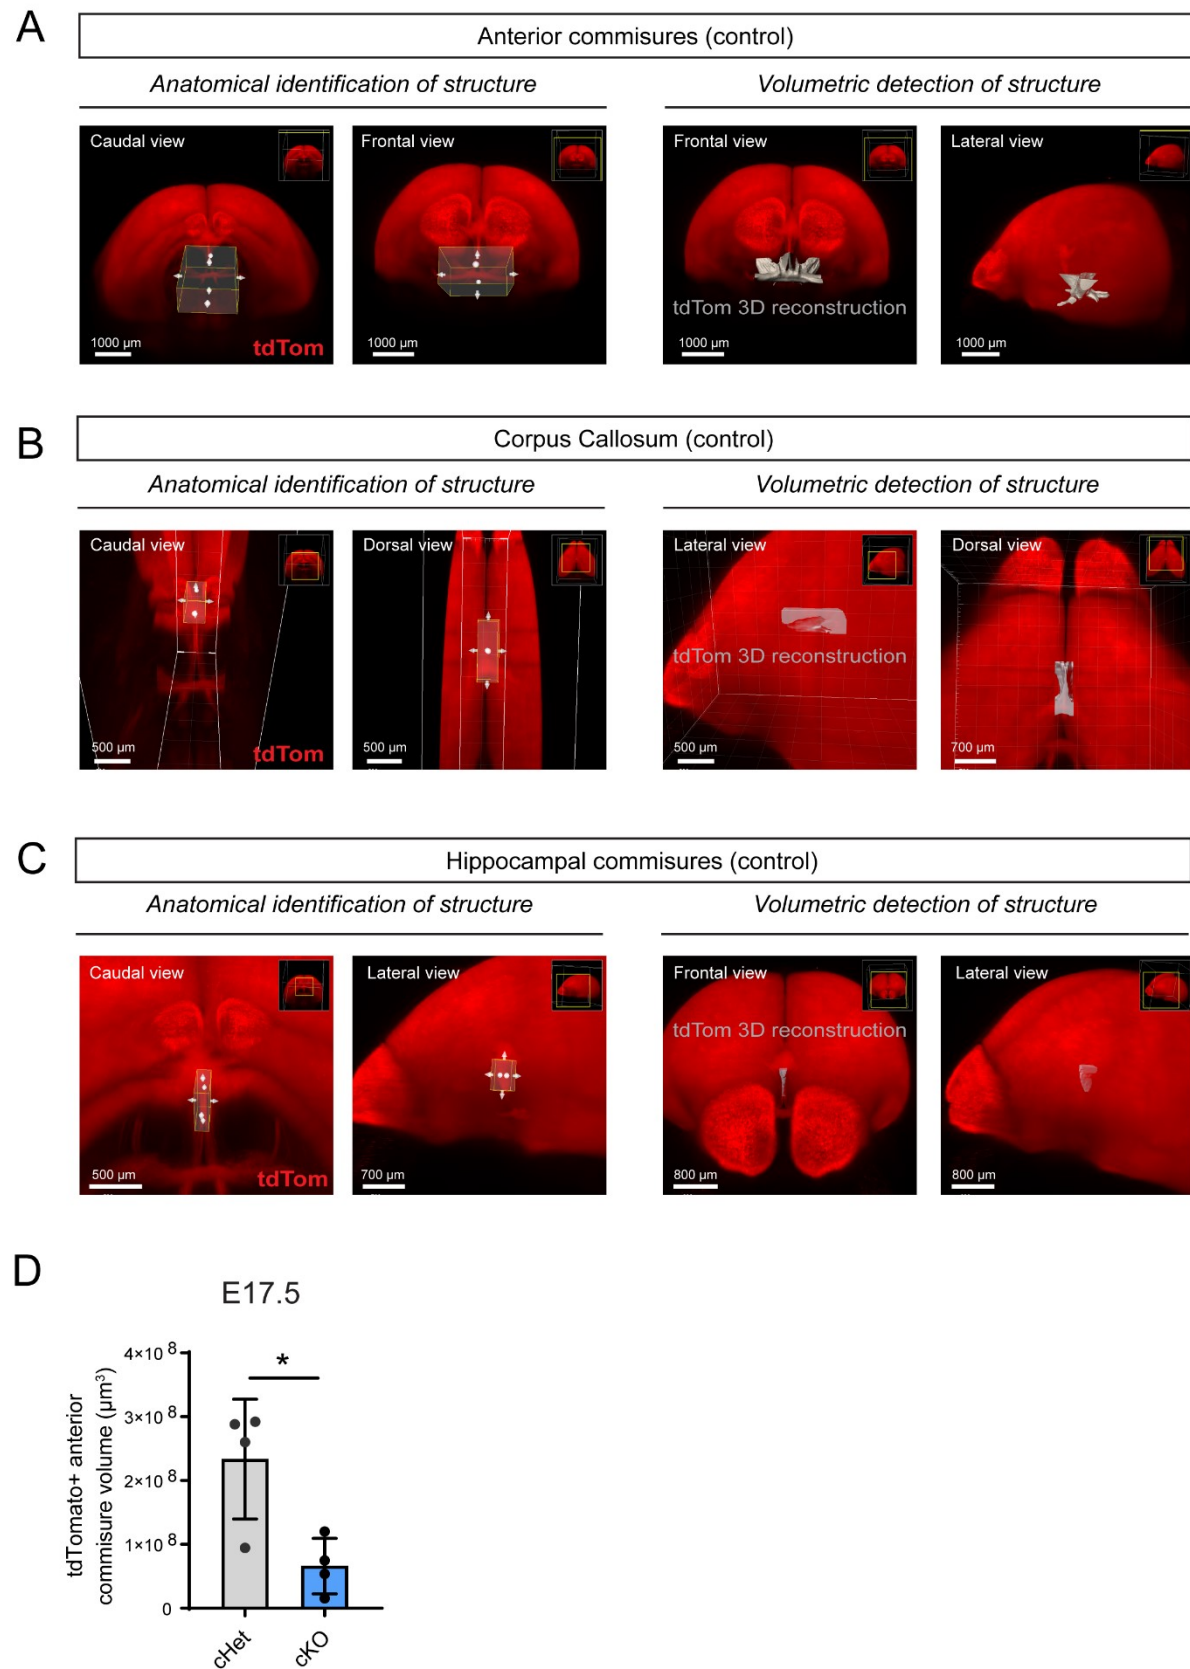 A
Anterior commisures (control)
Anatomical identification of structure
Volumetric detection of structure
Caudal view
Frontal view
Frontal view
Lateral view
tdTom 3D reconstruction
1000 µm
tdTom
1000 µm
1000 µm
1000 µm
B
Corpus Callosum (control)
Anatomical identification of structure
Volumetric detection of structure
Caudal view
Dorsal view
Lateral view
Dorsal view
tdTom 3D reconstruction
500 µm
tdTom
500 µm
500 µm
700 µm
C
Hippocampal commisures (control)
Anatomical identification of structure
Volumetric detection of structure
Caudal view
Lateral view
Frontal view
Lateral view
tdTom 3D reconstruction
500 µm
tdTom
700 µm
800 µm
800 µm
D
E17.5
tdTomato+ anterior
commisure volume (µm³)
4×10⁸
3×10⁸
2×10⁸
1×10⁸
0
*
cHet
cKO